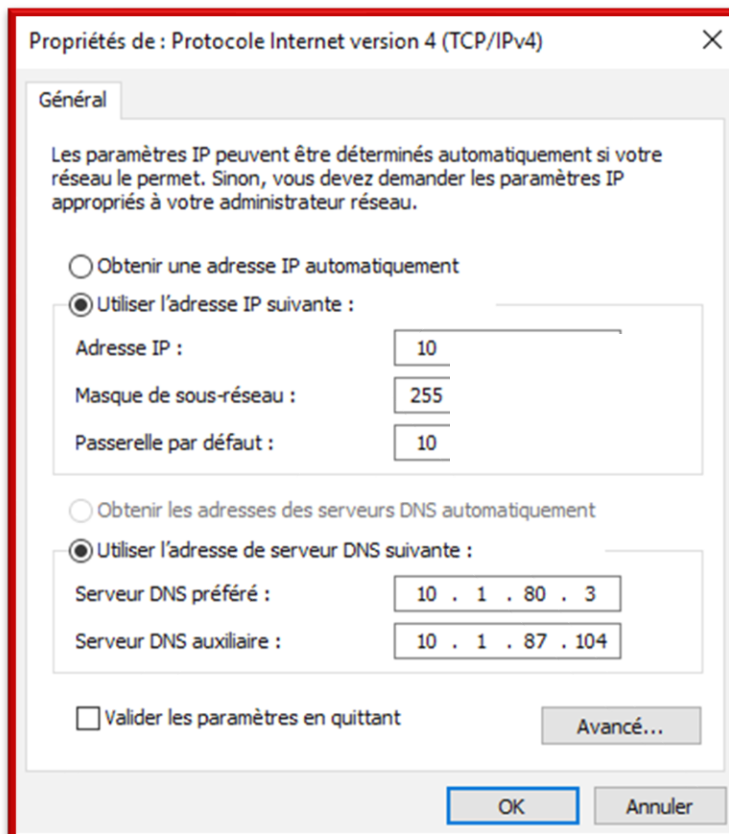 Propriétés de : Protocole Internet version 4 (TCP/IPv4)
Général
Les paramètres IP peuvent être déterminés automatiquement si votre
réseau le permet. Sinon, vous devez demander les paramètres IP
appropriés à votre administrateur réseau.
Obtenir une adresse IP automatiquement
Utiliser l'adresse IP suivante :
Adresse IP : 10
Masque de sous-réseau : 255
Passerelle par défaut : 10
Obtenir les adresses des serveurs DNS automatiquement
Utiliser l'adresse de serveur DNS suivante :
Serveur DNS préféré : 10 . 1 . 80 . 3
Serveur DNS auxiliaire : 10 . 1 . 87 . 104
Valider les paramètres en quittant
Avancé...
OK Annuler